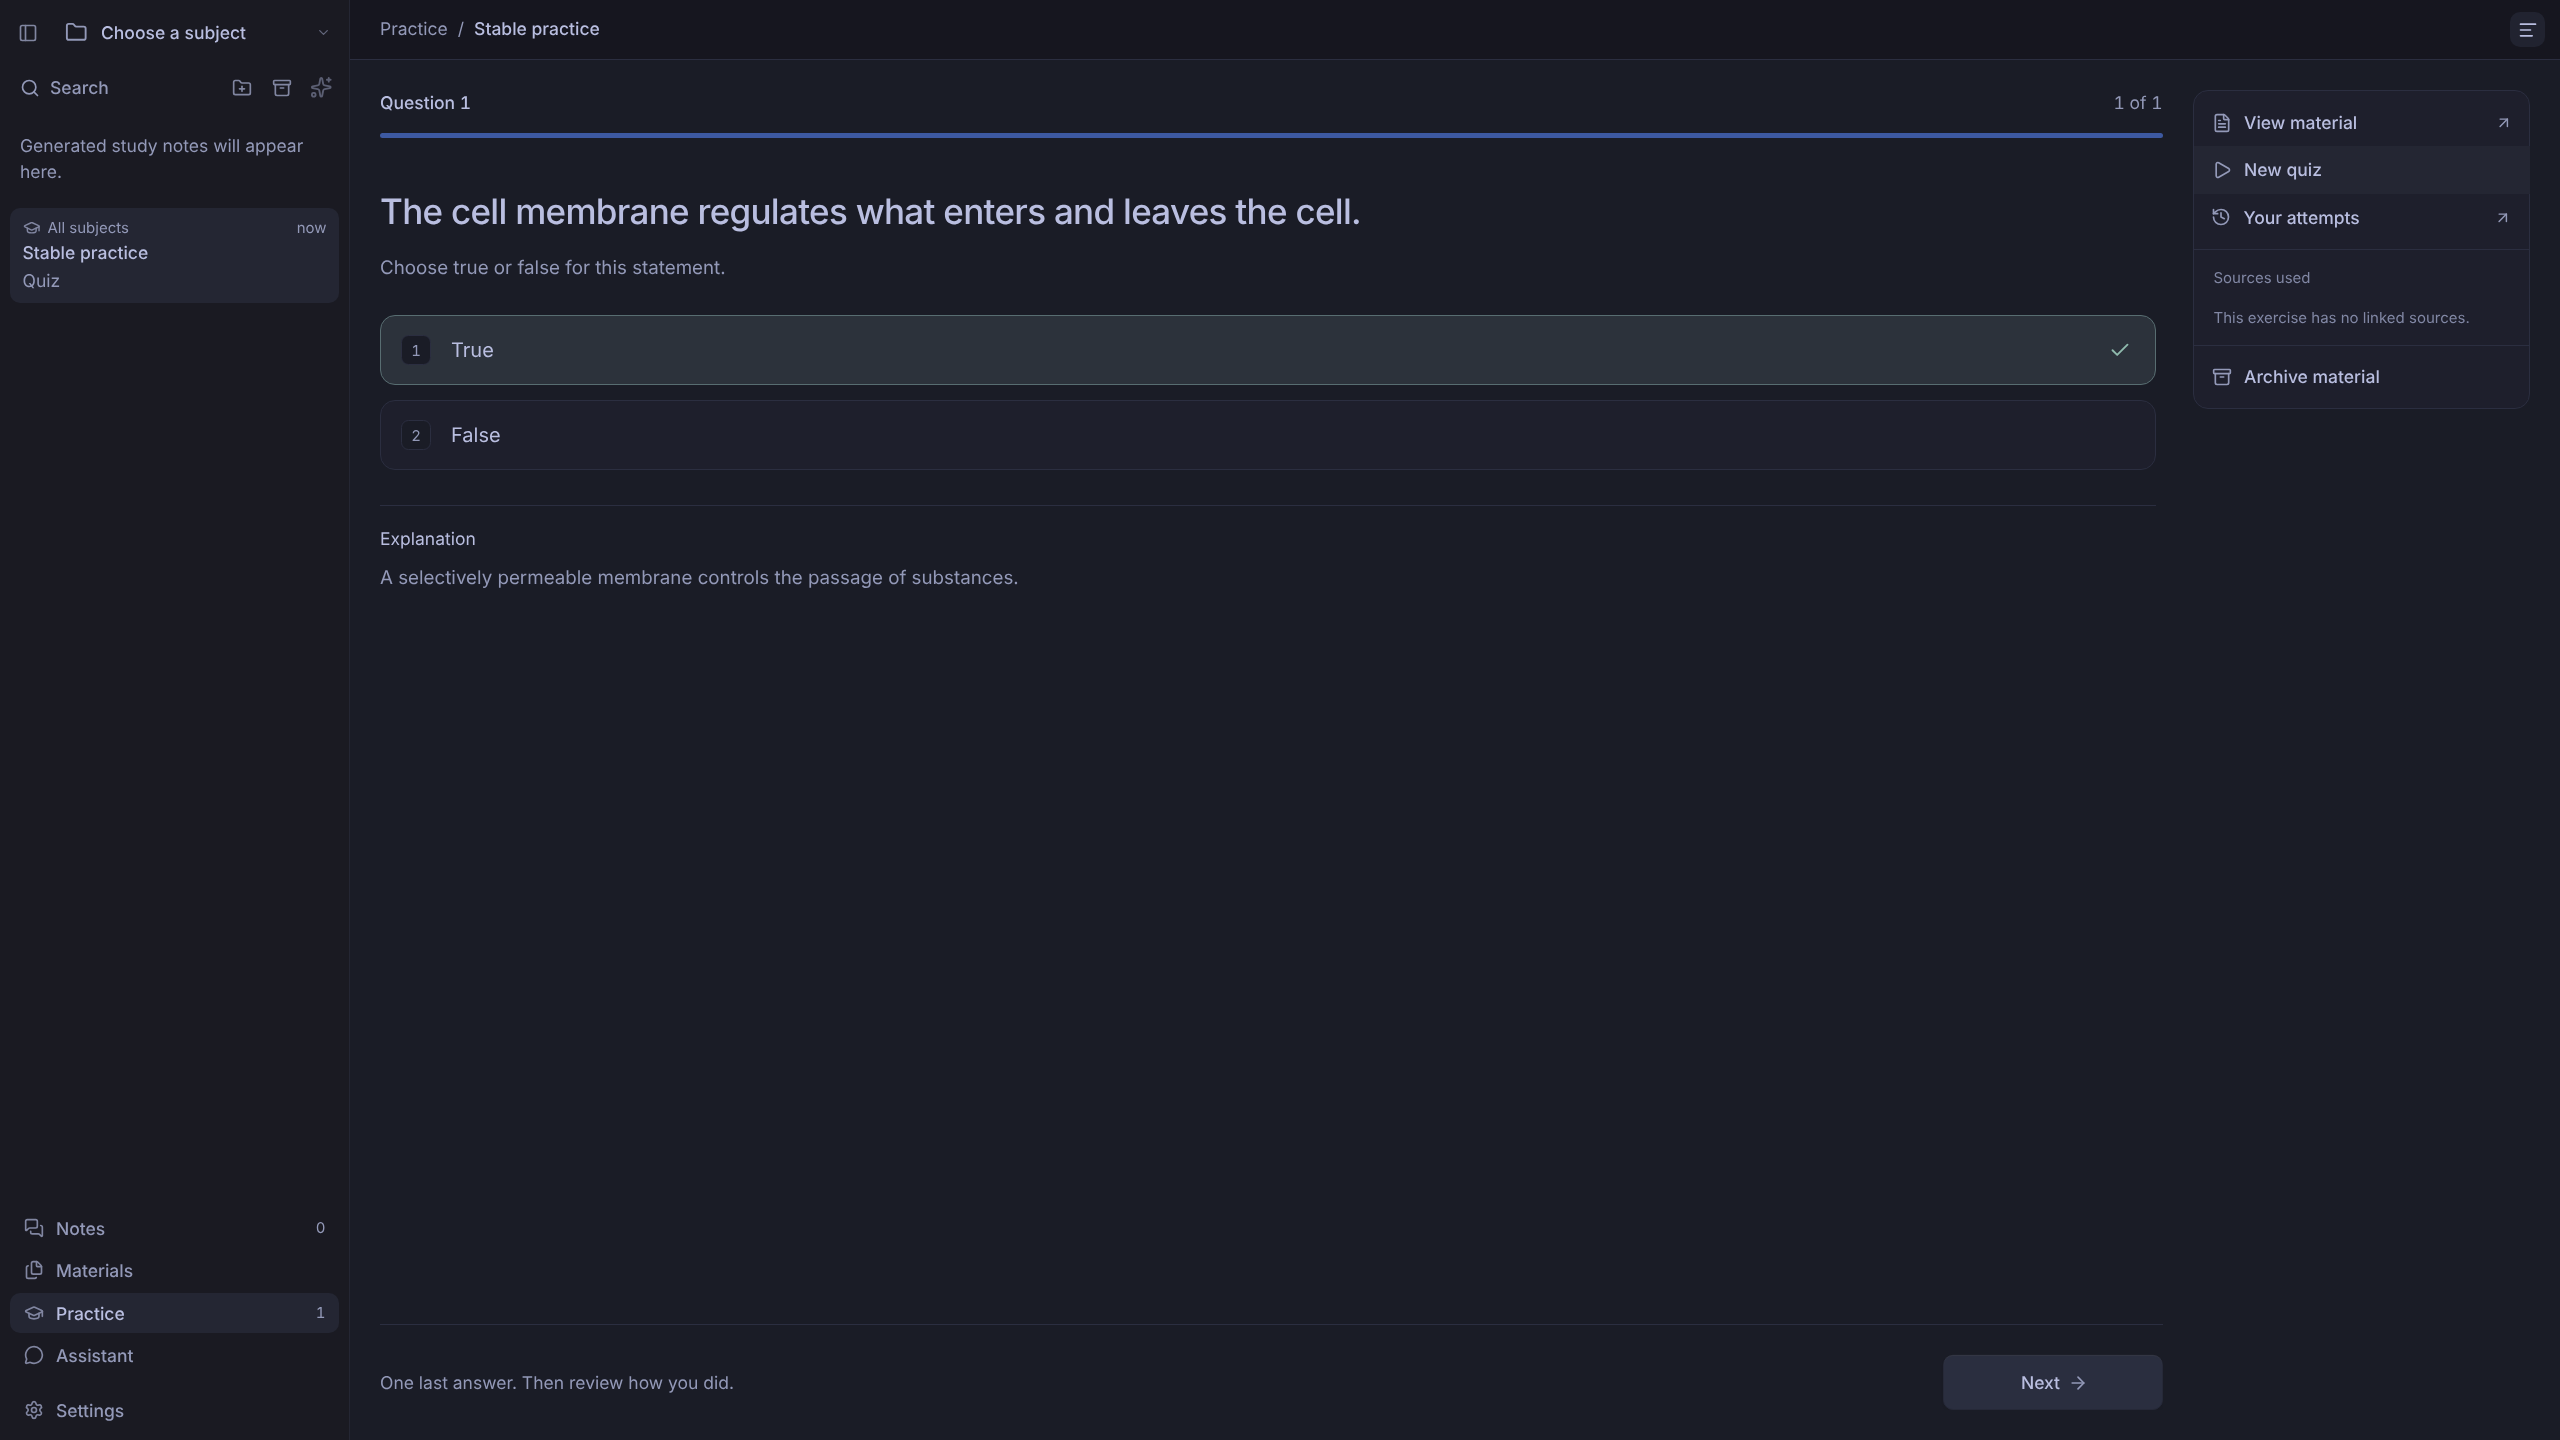 Choose a subject
Search
Generated study notes will appear
here.
All subjects now
Stable practice
Quiz
Notes 0
Materials
Practice 1
Assistant
Settings
Practice / Stable practice
Question 1 1 of 1
The cell membrane regulates what enters and leaves the cell.
Choose true or false for this statement.
1 True
2 False
Explanation
A selectively permeable membrane controls the passage of substances.
One last answer. Then review how you did.
Next
View material
New quiz
Your attempts
Sources used
This exercise has no linked sources.
Archive material